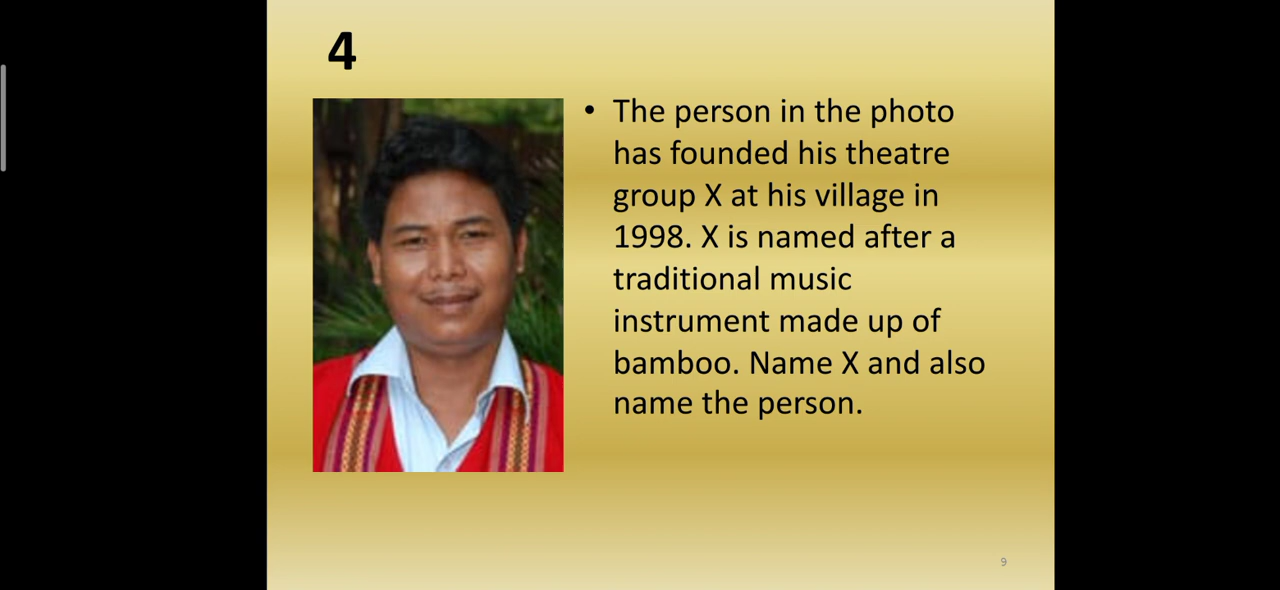 4
• The person in the photo
has founded his theatre
group X at his village in
1998. X is named after a
traditional music
instrument made up of
bamboo. Name X and also
name the person.
9